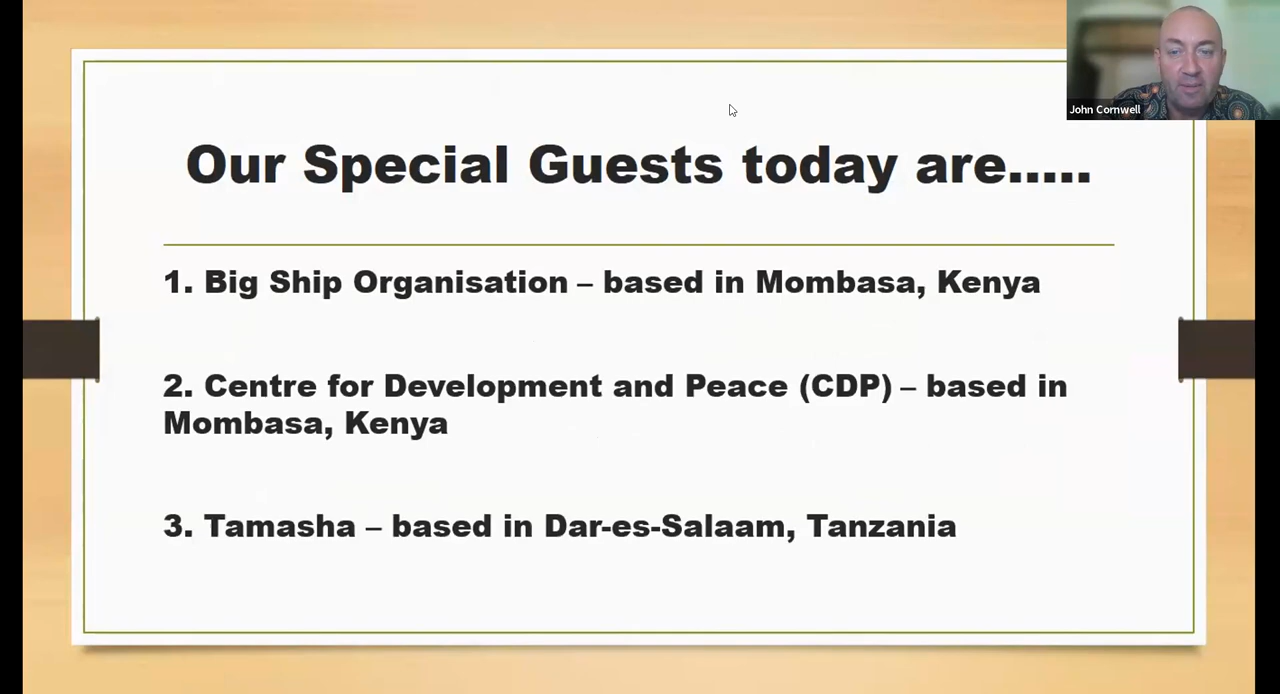 John Cornwell
Our Special Guests today are.....
1. Big Ship Organisation – based in Mombasa, Kenya
2. Centre for Development and Peace (CDP) – based in
Mombasa, Kenya
3. Tamasha – based in Dar-es-Salaam, Tanzania